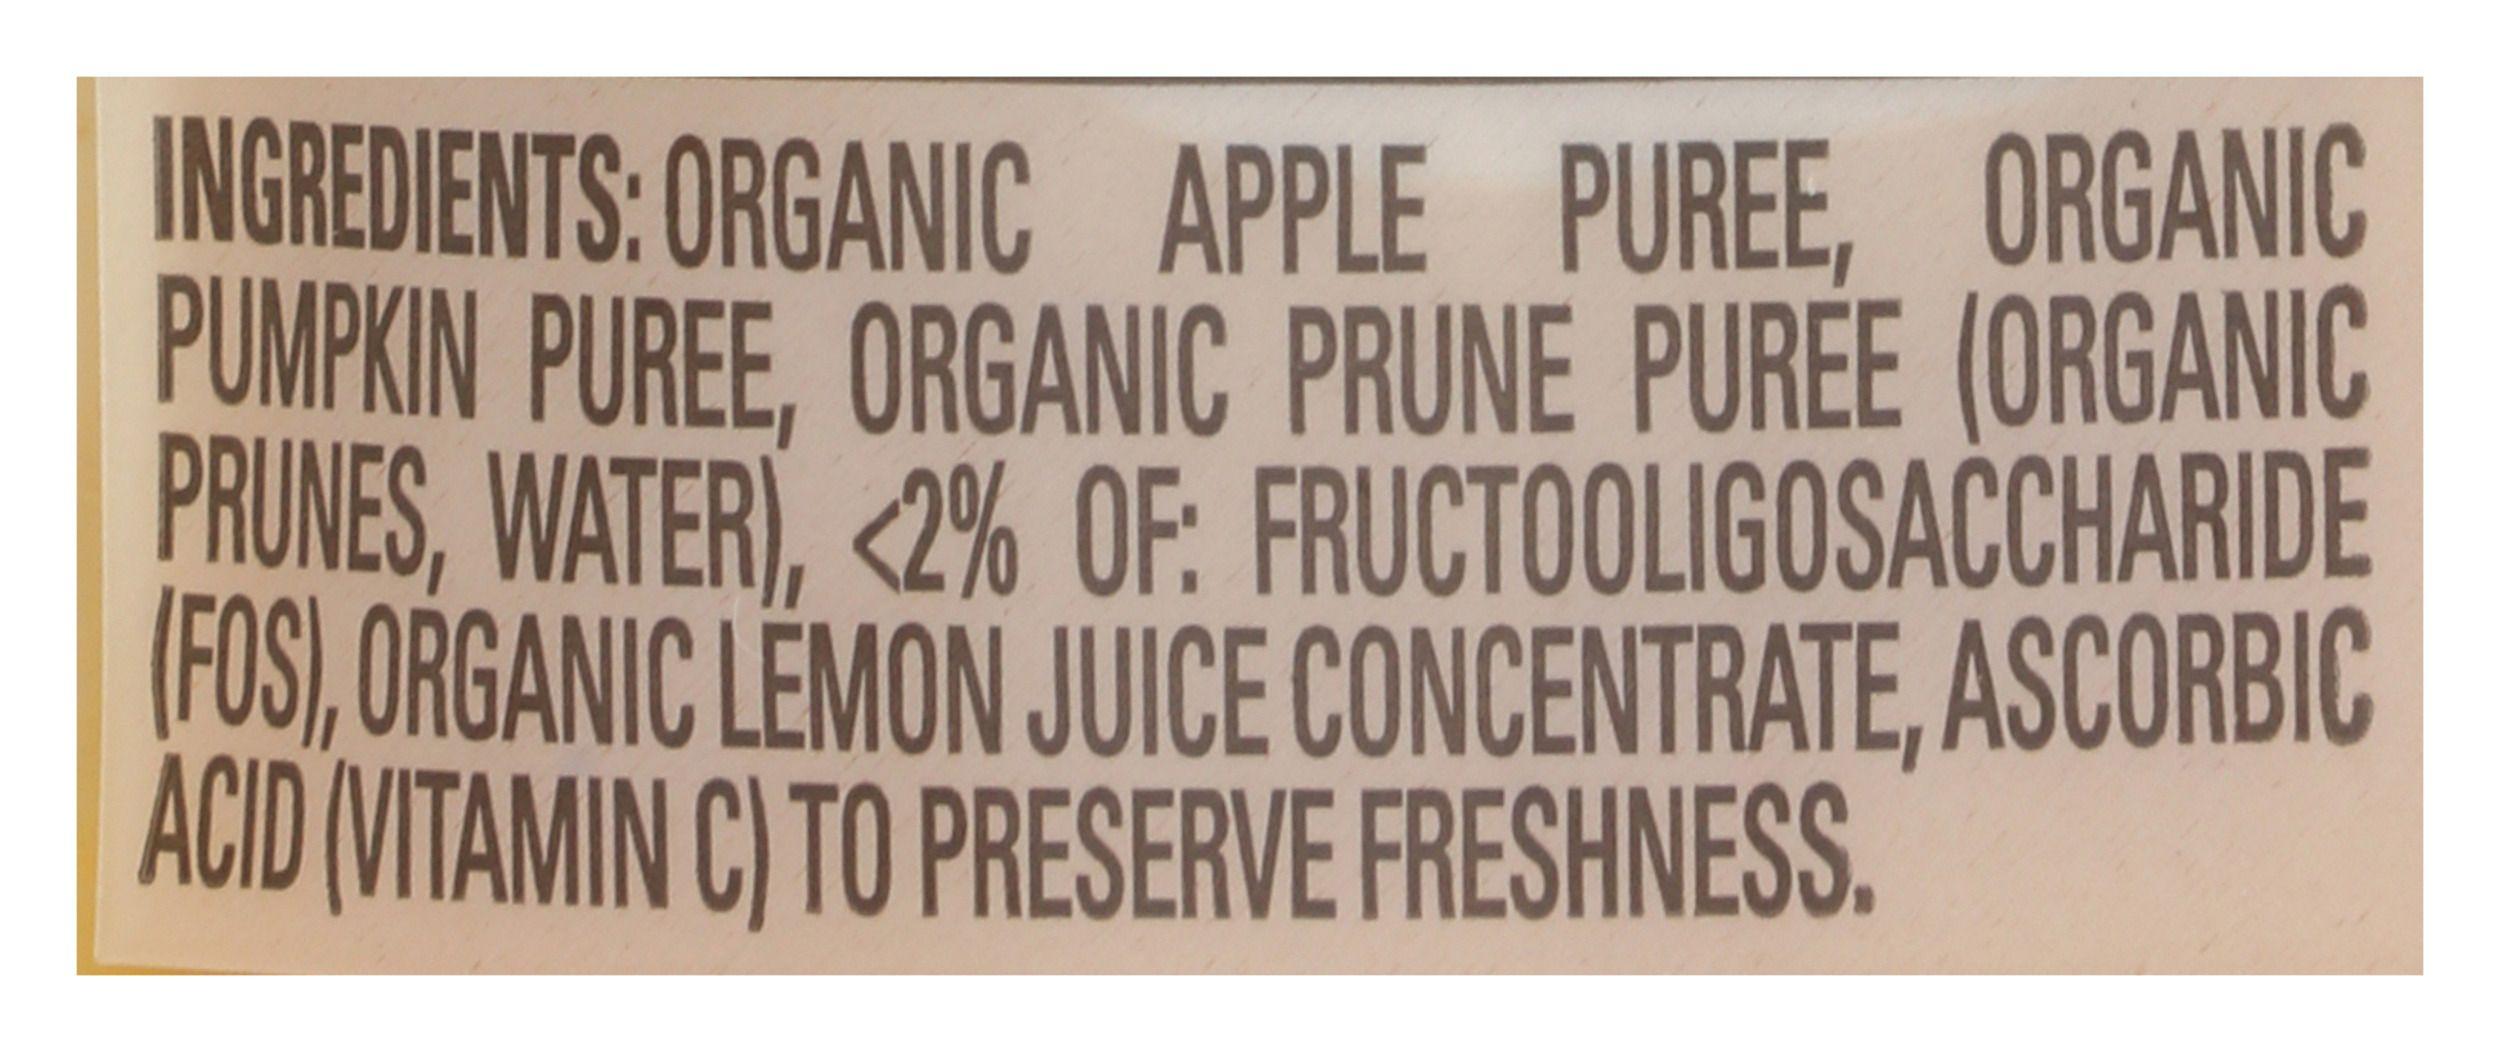 INGREDIENTS: ORGANIC APPLE PUREE, ORGANIC
PUMPKIN PUREE, ORGANIC PRUNE PUREE (ORGANIC
PRUNES, WATER), <2% OF: FRUCTOOLIGOSACCHARIDE
(FOS), ORGANIC LEMON JUICE CONCENTRATE, ASCORBIC
ACID (VITAMIN C) TO PRESERVE FRESHNESS.